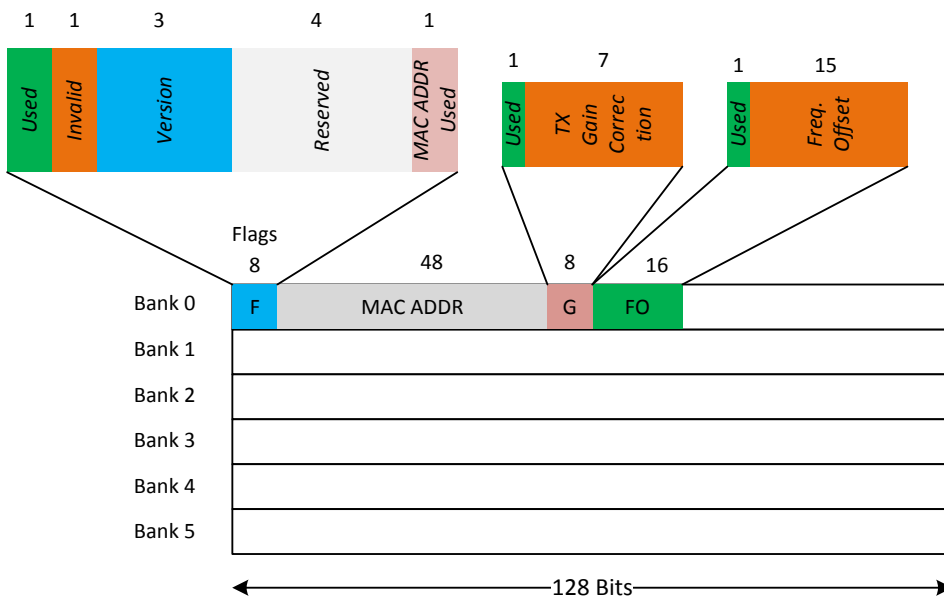 1 1 3 4 1
Used
Invalid
Version
Reserved
MAC ADDR
Used
1 7
Used
TX
Gain
Correc
tion
1 15
Used
Freq.
Offset
Flags
8 48 8 16
Bank 0 F MAC ADDR G FO
Bank 1
Bank 2
Bank 3
Bank 4
Bank 5
128 Bits